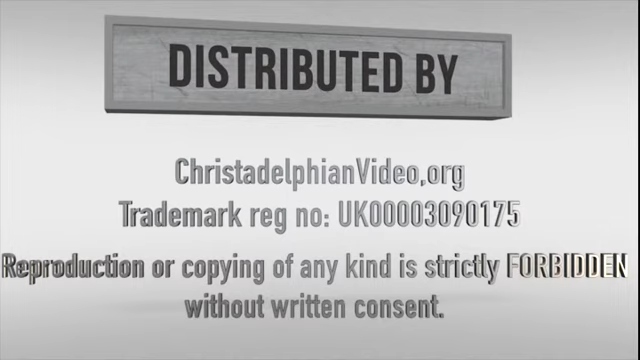 DISTRIBUTED BY
ChristadelphianVideo.org
Trademark reg no: UK00003090175
Reproduction or copying of any kind is strictly FORBIDDEN
without written consent.